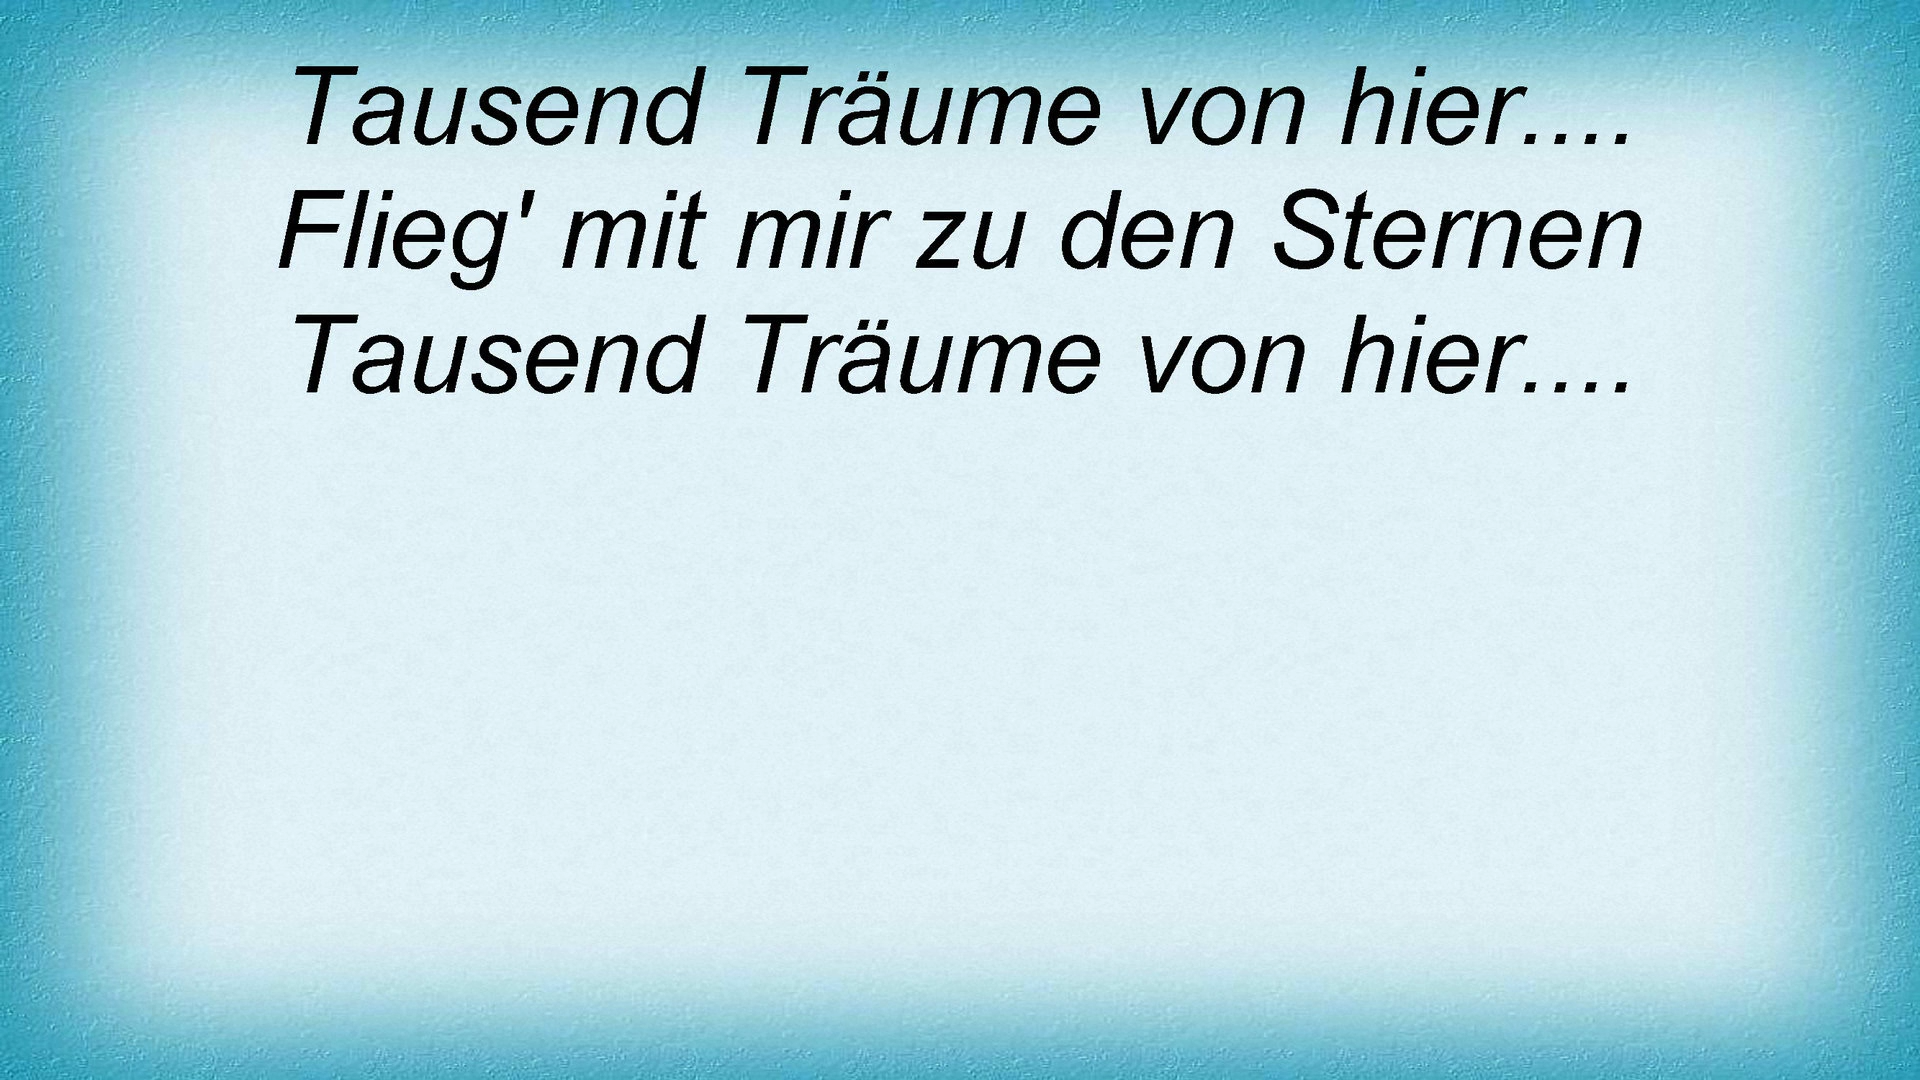 Tausend Träume von hier....
Flieg' mit mir zu den Sternen
Tausend Träume von hier....